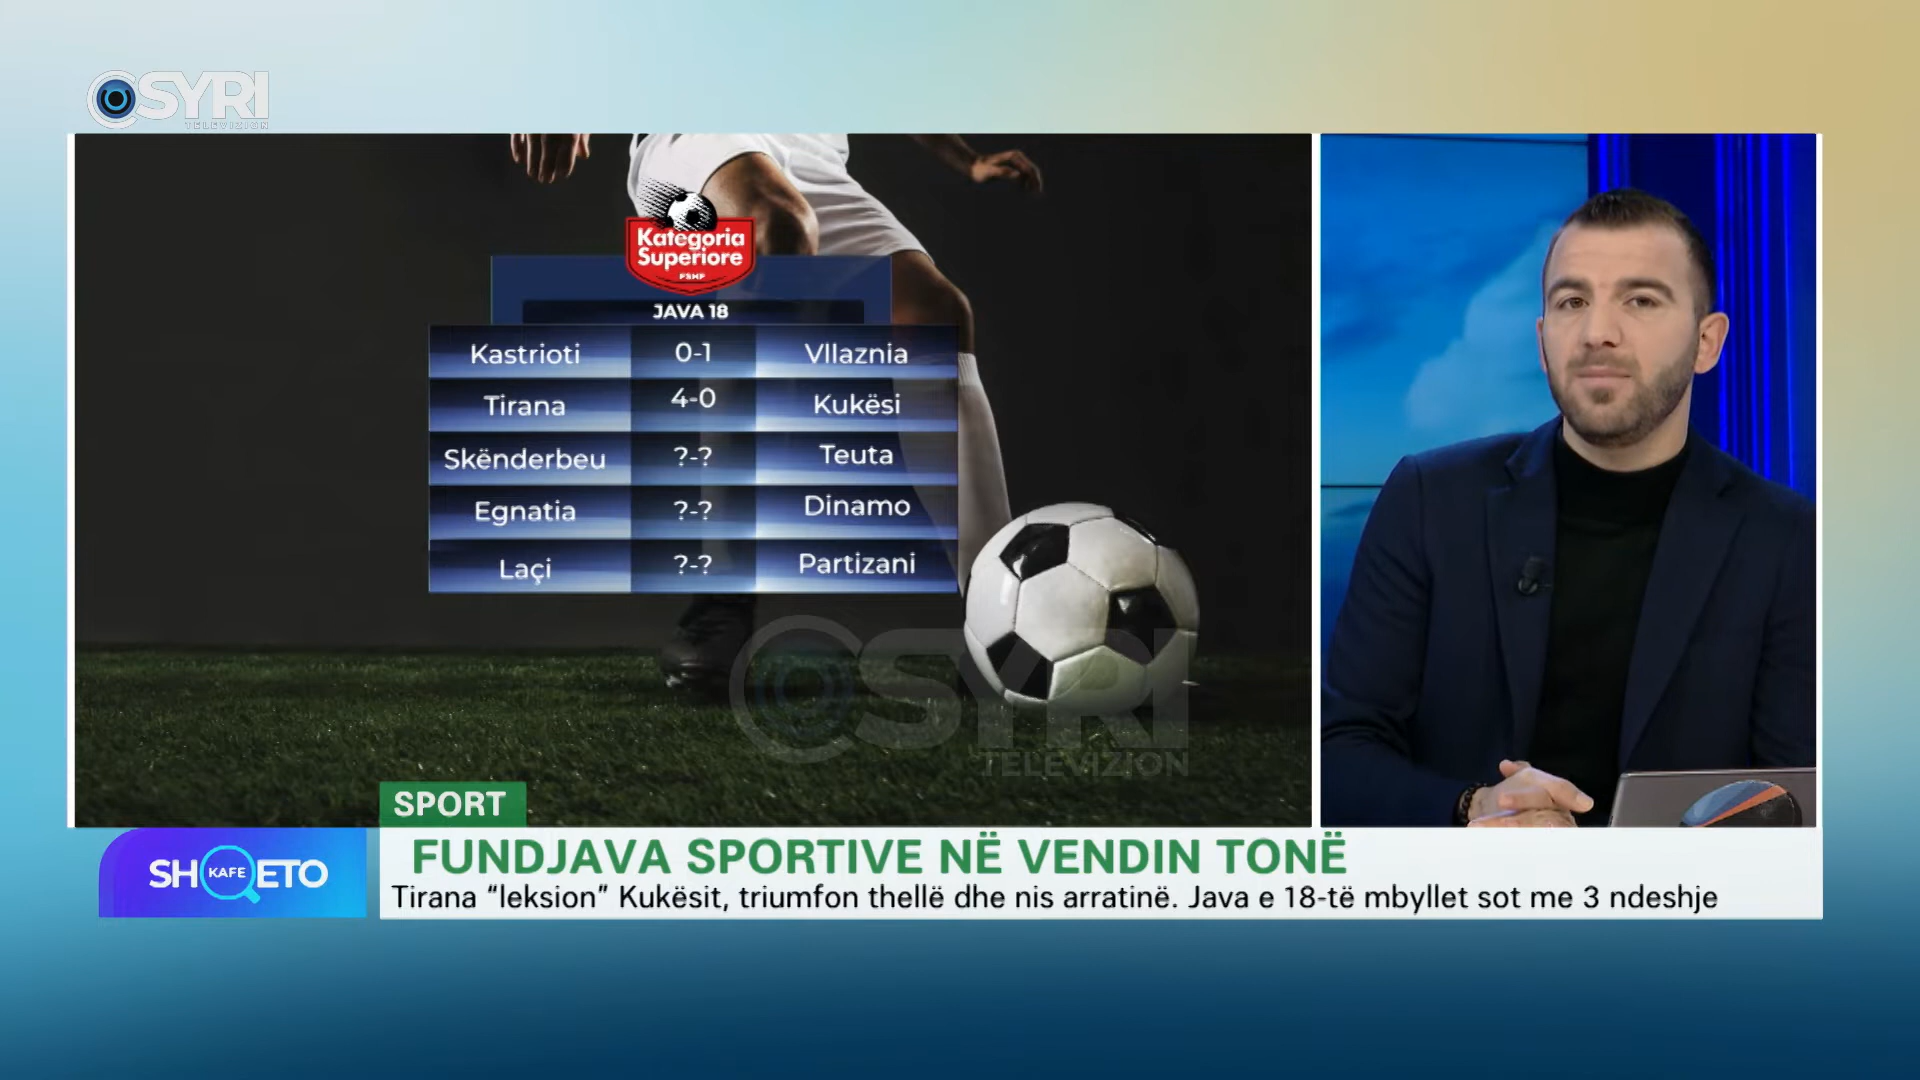 SYRI
TELEVIZION
Kategoria
Superiore
FSHF
JAVA 18
Kastrioti 0-1 Vllaznia
Tirana 4-0 Kukësi
Skënderbeu ?-? Teuta
Egnatia ?-? Dinamo
Laçi ?-? Partizani
SYRI
TELEVIZION
SPORT
FUNDJAVA SPORTIVE NË VENDIN TONË
SHQETO
KAFE
Tirana “leksion” Kukësit, triumfon thellë dhe nis arratinë. Java e 18-të mbyllet sot me 3 ndeshje